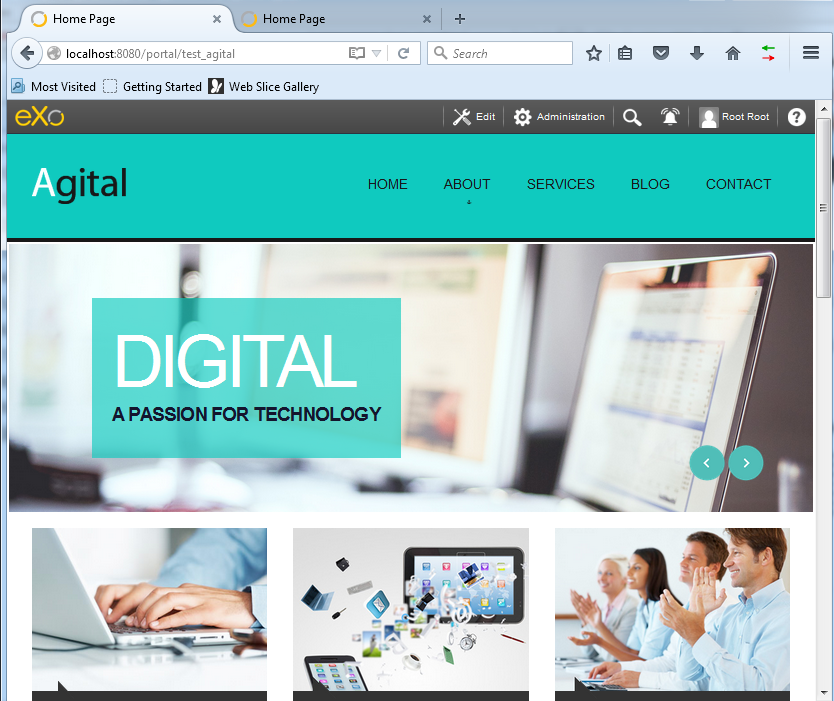 Home Page
Home Page
localhost:8080/portal/test_agital
Search
Most Visited
Getting Started
Web Slice Gallery
eXo
Edit
Administration
Root Root
Agital
HOME
ABOUT
SERVICES
BLOG
CONTACT
DIGITAL
A PASSION FOR TECHNOLOGY